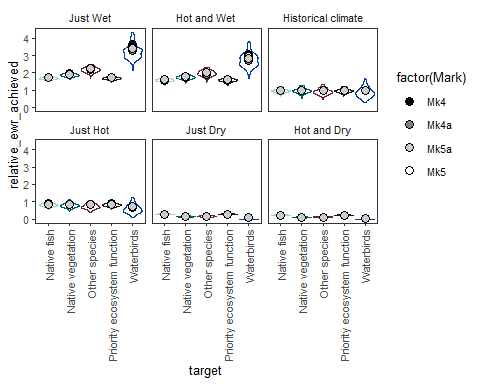 Just Wet
Hot and Wet
Historical climate
4
3
2
1
0
Just Hot
Just Dry
Hot and Dry
4
3
2
1
0
relative_ewr_achieved
Native fish
Native vegetation
Other species
Priority ecosystem function
Waterbirds
Native fish
Native vegetation
Other species
Priority ecosystem function
Waterbirds
Native fish
Native vegetation
Other species
Priority ecosystem function
Waterbirds
target
factor(Mark)
Mk4
Mk4a
Mk5a
Mk5